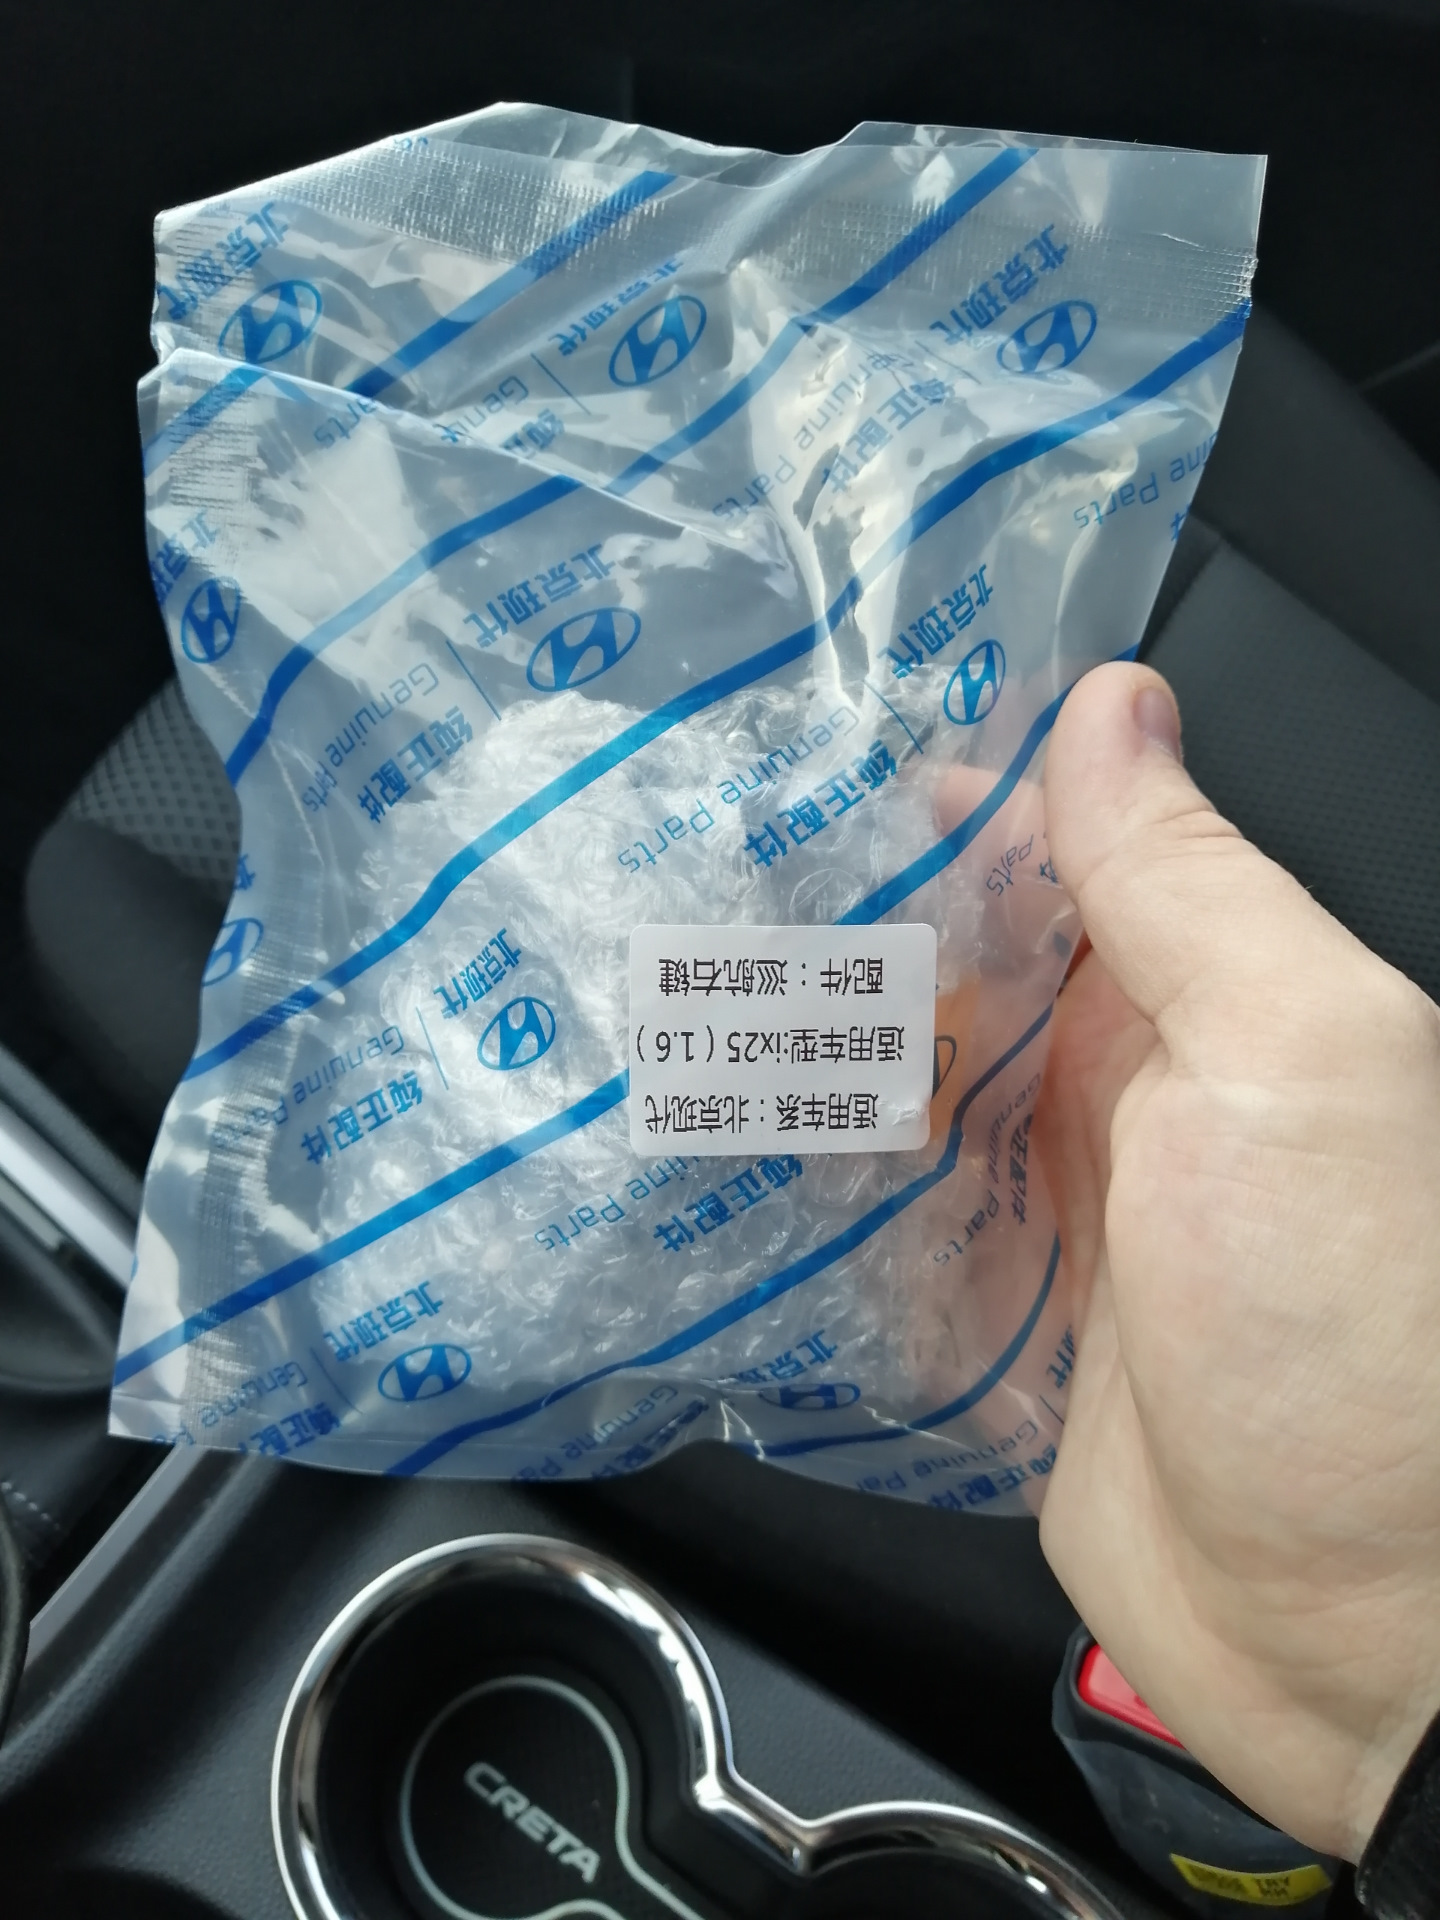 北京现代
Genuine Parts
纯正配件
适用车系：北京现代
适用车型:ix25（1.6）
配件：巡航右键
CRETA